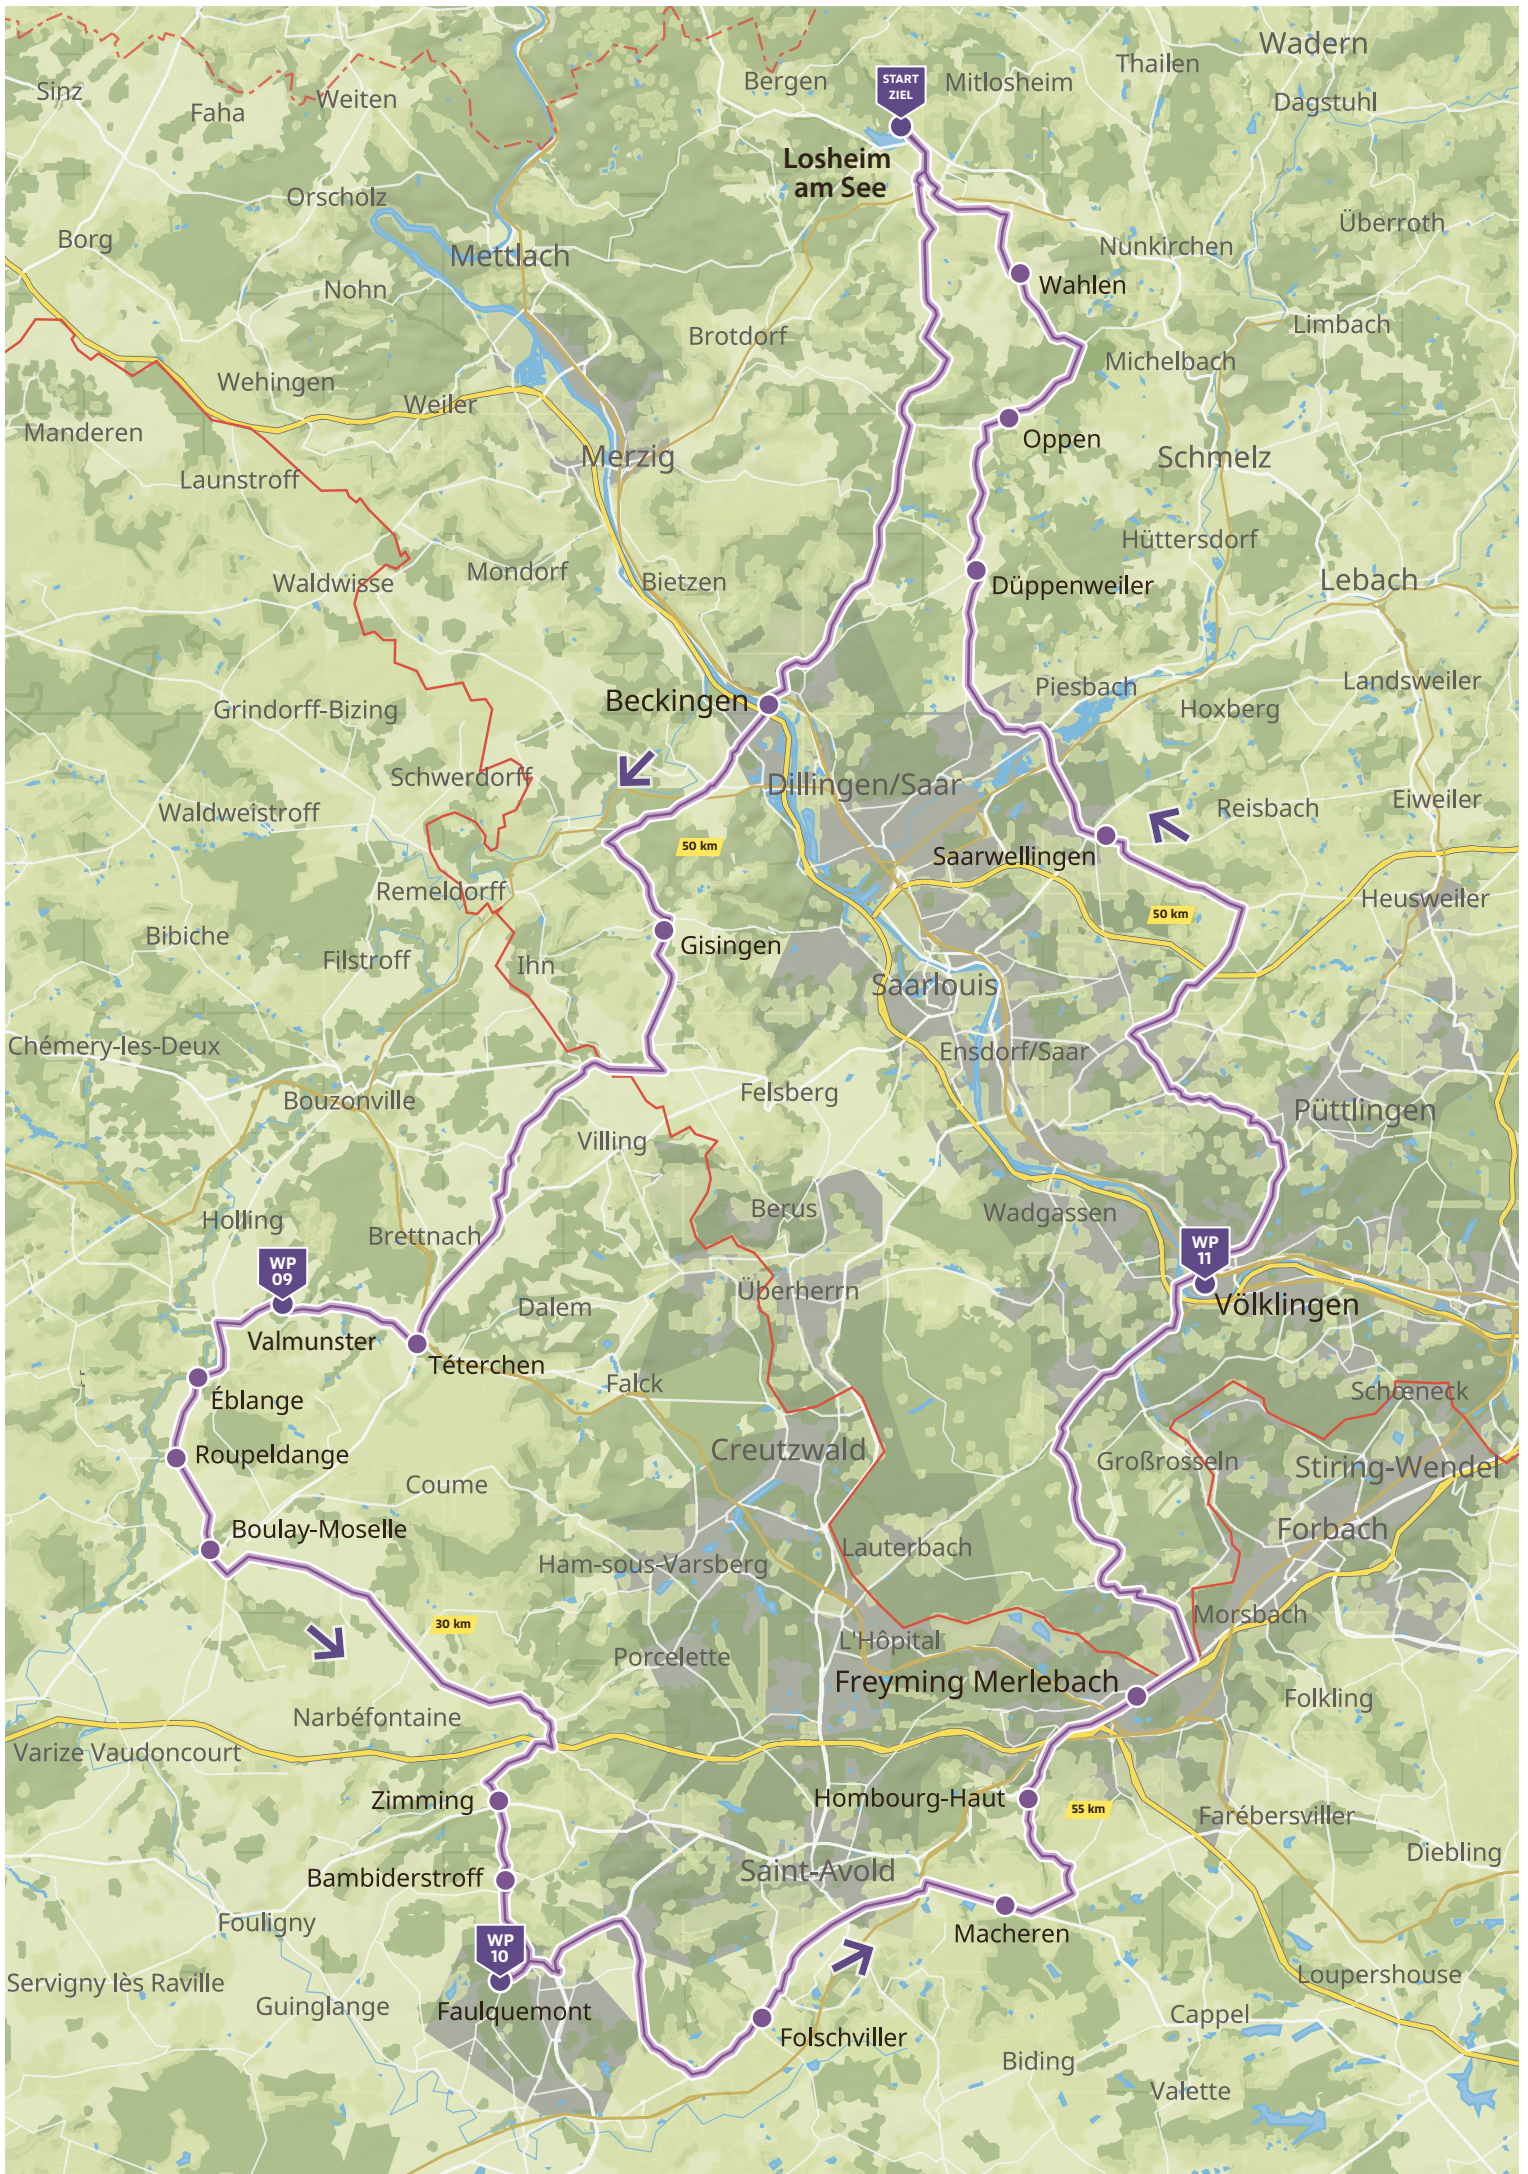 Wadern
Thailen
Bergen
START
ZIEL
Mitlosheim
Sinz
Faha
Weiten
Dagstuhl
Losheim
am See
Orscholz
Borg
Mettlach
Nohn
Überroth
Nunkirchen
Wahlen
Brotdorf
Limbach
Michelbach
Wehingen
Weiler
Manderen
Merzig
Oppen
Schmelz
Launstroff
Hüttersdorf
Waldwisse
Mondorf
Bietzen
Düppenweiler
Lebach
Grindorff-Bizing
Beckingen
Piesbach
Hoxberg
Landsweiler
Schwerdorff
Dillingen/Saar
Waldweistroff
Reisbach
Eiweiler
50 km
Saarwellingen
Remeldorff
Heusweiler
50 km
Bibiche
Filstroff
Ihn
Gisingen
Saarlouis
Chémery-les-Deux
Ensdorf/Saar
Bouzonville
Felsberg
Püttlingen
Villing
Holling
Brettnach
Berus
Wadgassen
WP
09
WP
11
Überherrn
Dalem
Völklingen
Valmunster
Téterchen
Éblange
Falck
Schœneck
Roupeldange
Creutzwald
Großrosseln
Stiring-Wendel
Coume
Boulay-Moselle
Forbach
Ham-sous-Varsberg
Lauterbach
30 km
Morsbach
L'Hôpital
Porcelette
Freyming Merlebach
Folkling
Narbéfontaine
Varize Vaudoncourt
Zimming
Hombourg-Haut
55 km
Farébersviller
Diebling
Bambiderstroff
Saint-Avold
Fouligny
WP
10
Macheren
Servigny lès Raville
Guinglange
Faulquemont
Loupershouse
Cappel
Folschviller
Biding
Valette